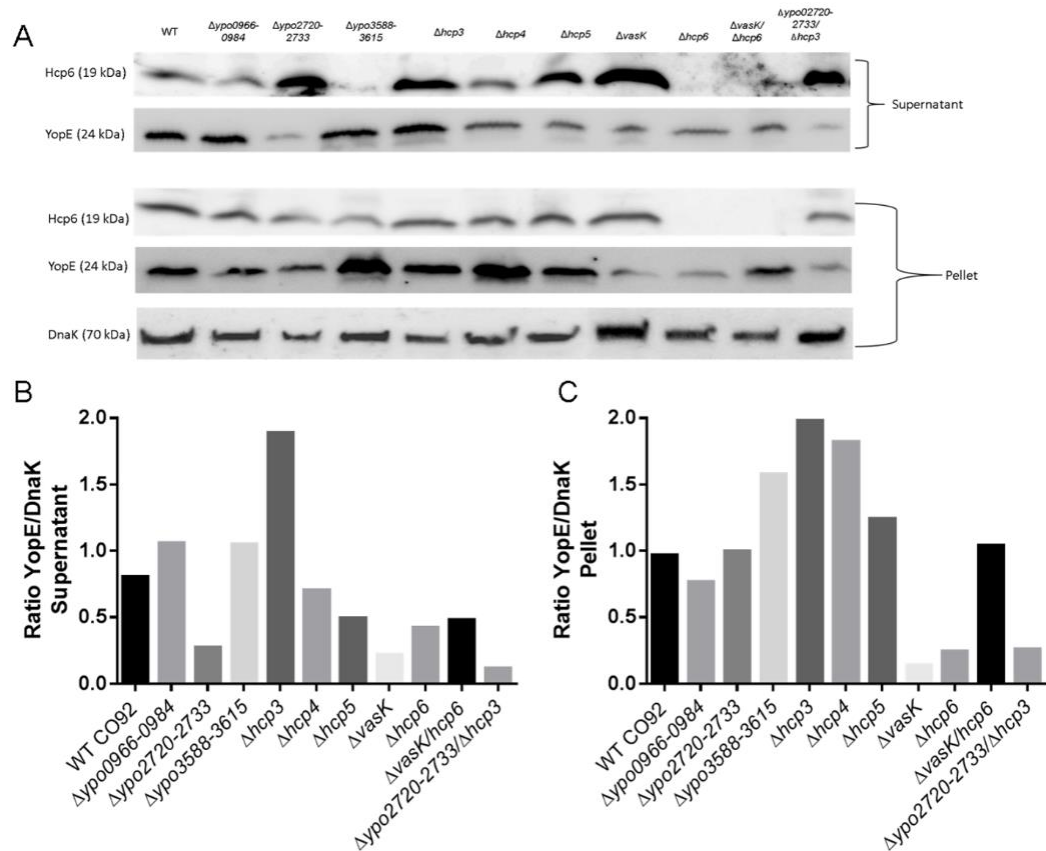 A
WT
Δypo0966-
0984
Δypo2720-
2733
Δypo3588-
3615
Δhcp3
Δhcp4
Δhcp5
ΔvasK
Δhcp6
ΔvasK/
Δhcp6
Δypo02720-
2733/
Δhcp3
Hcp6 (19 kDa)
YopE (24 kDa)
Supernatant
Hcp6 (19 kDa)
YopE (24 kDa)
DnaK (70 kDa)
Pellet
B
Ratio YopE/DnaK
Supernatant
2.0
1.5
1.0
0.5
0.0
WT CO92
Δypo0966-0984
Δypo2720-2733
Δypo3588-3615
Δhcp3
Δhcp4
Δhcp5
ΔvasK
Δhcp6
ΔvasK/hcp6
Δypo2720-2733/Δhcp3
C
Ratio YopE/DnaK
Pellet
2.0
1.5
1.0
0.5
0.0
WT CO92
Δypo0966-0984
Δypo2720-2733
Δypo3588-3615
Δhcp3
Δhcp4
Δhcp5
ΔvasK
Δhcp6
ΔvasK/hcp6
Δypo2720-2733/Δhcp3